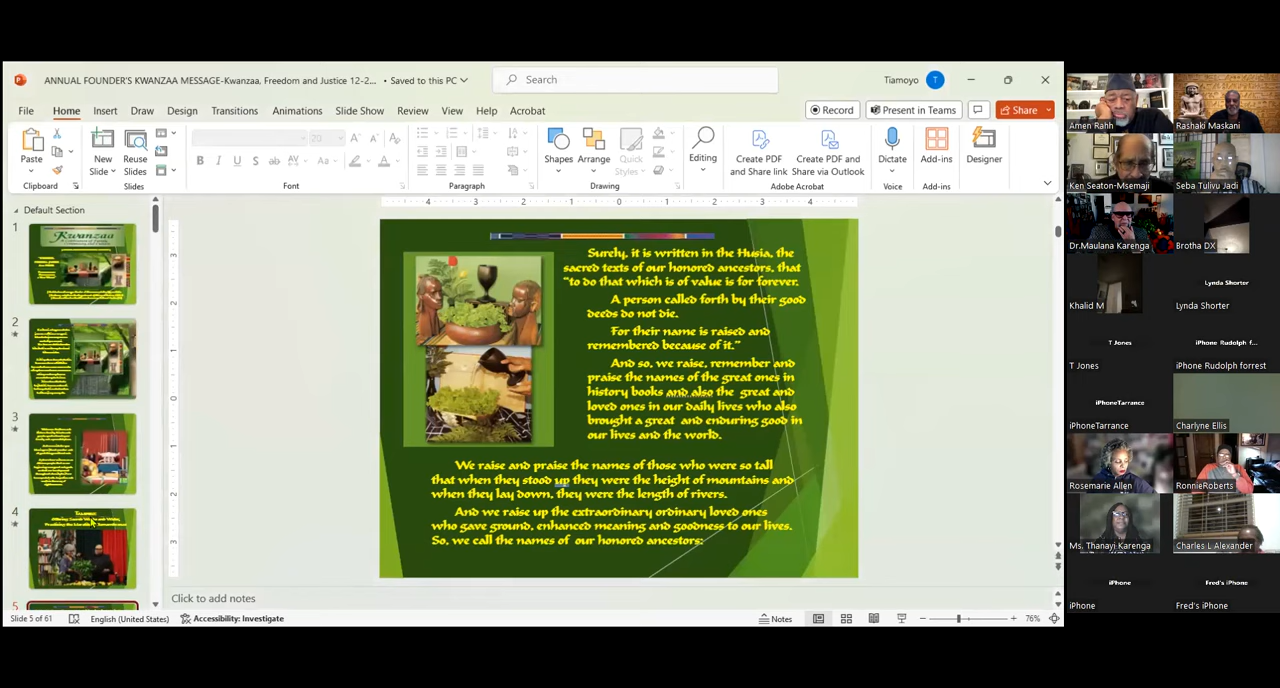 ANNUAL FOUNDER'S KWANZAA MESSAGE-Kwanzaa, Freedom and Justice 12-2... • Saved to this PC
Search
Tiamoyo T
File Home Insert Draw Design Transitions Animations Slide Show Review View Help Acrobat
Record Present in Teams Share
Paste New Slide Reuse Slides 20 Shapes Arrange Quick Styles Editing Create PDF and Share link Create PDF and Share via Outlook Dictate Add-ins Designer
Clipboard Slides Font Paragraph Drawing Adobe Acrobat Voice Add-ins
Default Section
1
Kwanzaa
2
3
4
5
Surely, it is written in the Husia, the
sacred texts of our honored ancestors, that
“to do that which is of value is for forever.
A person called forth by their good
deeds do not die.
For their name is raised and
remembered because of it.”
And so, we raise, remember and
praise the names of the great ones in
history books and also the great and
loved ones in our daily lives who also
brought a great and enduring good in
our lives and the world.
We raise and praise the names of those who were so tall
that when they stood up they were the height of mountains and
when they lay down, they were the length of rivers.
And we raise up the extraordinary ordinary loved ones
who gave ground, enhanced meaning and goodness to our lives.
So, we call the names of our honored ancestors:
Click to add notes
Slide 5 of 61 English (United States) Accessibility: Investigate Notes 76%
Amen Rahh
Rashaki Maskani
Ken Seaton-Msemaji
Seba Tulivu Jadi
Dr.Maulana Karenga
Brotha DX
Khalid M
Lynda Shorter
Lynda Shorter
T Jones
T Jones
iPhone Rudolph f...
iPhone Rudolph forrest
iPhoneTarrance
iPhoneTarrance
Charlyne Ellis
Rosemarie Allen
RonnieRoberts
Ms. Thanayi Karenga
Charles L Alexander
iPhone
iPhone
Fred's iPhone
Fred's iPhone